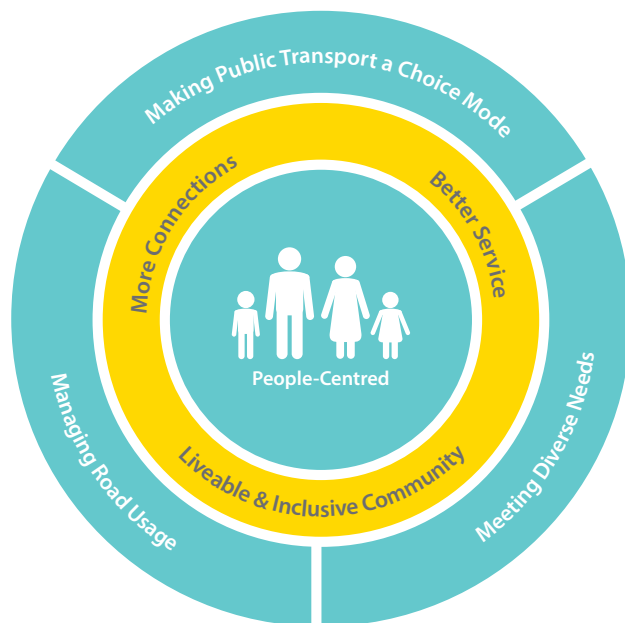 Making Public Transport a Choice Mode
More Connections
Better Service
People-Centred
Liveable & Inclusive Community
Managing Road Usage
Meeting Diverse Needs